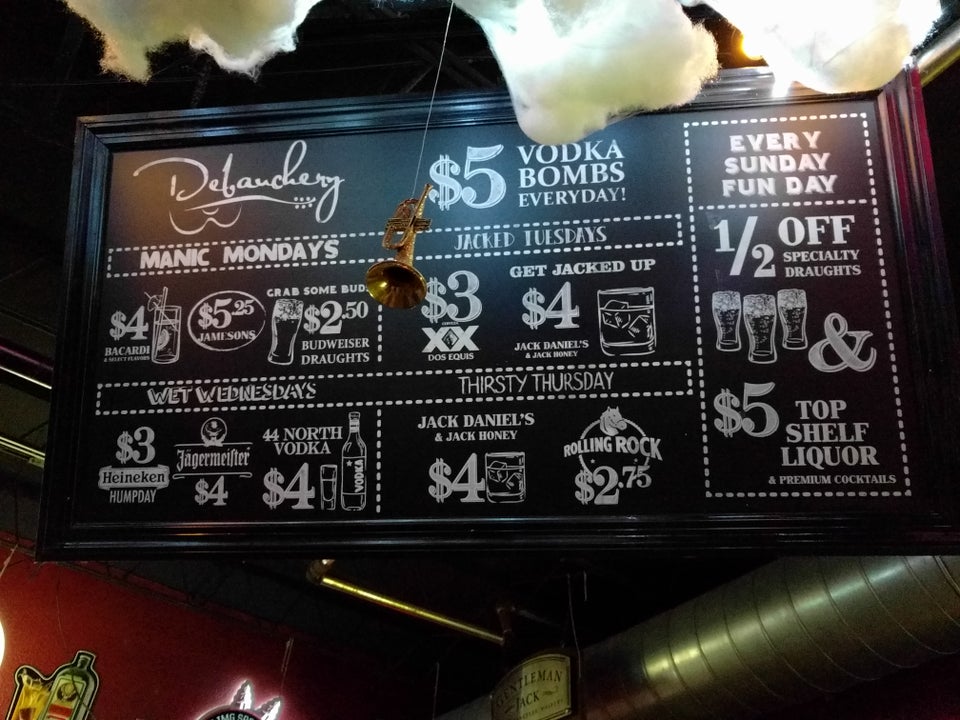 Debauchery
$5 VODKA
BOMBS
EVERYDAY!
MANIC MONDAYS
$4
BACARDI
& SELECT FLAVORS
$5.25
JAMESONS
GRAB SOME BUD
$2.50
BUDWEISER
DRAUGHTS
JACKED TUESDAYS
$3
XX
DOS EQUIS
GET JACKED UP
$4
JACK DANIEL'S
& JACK HONEY
WET WEDNESDAYS
$3
Heineken
HUMPDAY
Jägermeister
$4
44 NORTH
VODKA
$4
VODKA
THIRSTY THURSDAY
JACK DANIEL'S
& JACK HONEY
$4
ROLLING ROCK
$2.75
EVERY
SUNDAY
FUN DAY
1/2 OFF
SPECIALTY
DRAUGHTS
&
$5 TOP
SHELF
LIQUOR
& PREMIUM COCKTAILS
GENTLEMAN
JACK